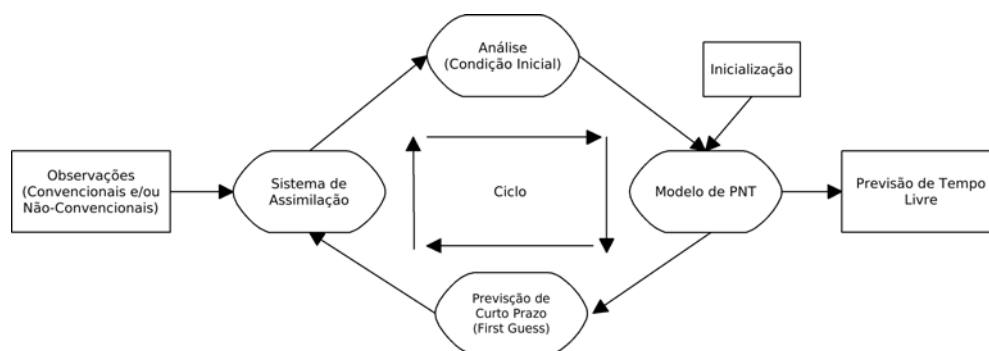 Análise
(Condição Inicial)
Inicialização
Observações
(Convencionais e/ou
Não-Convencionais)
Sistema de
Assimilação
Ciclo
Modelo de PNT
Previsão de Tempo
Livre
Previsção de
Curto Prazo
(First Guess)